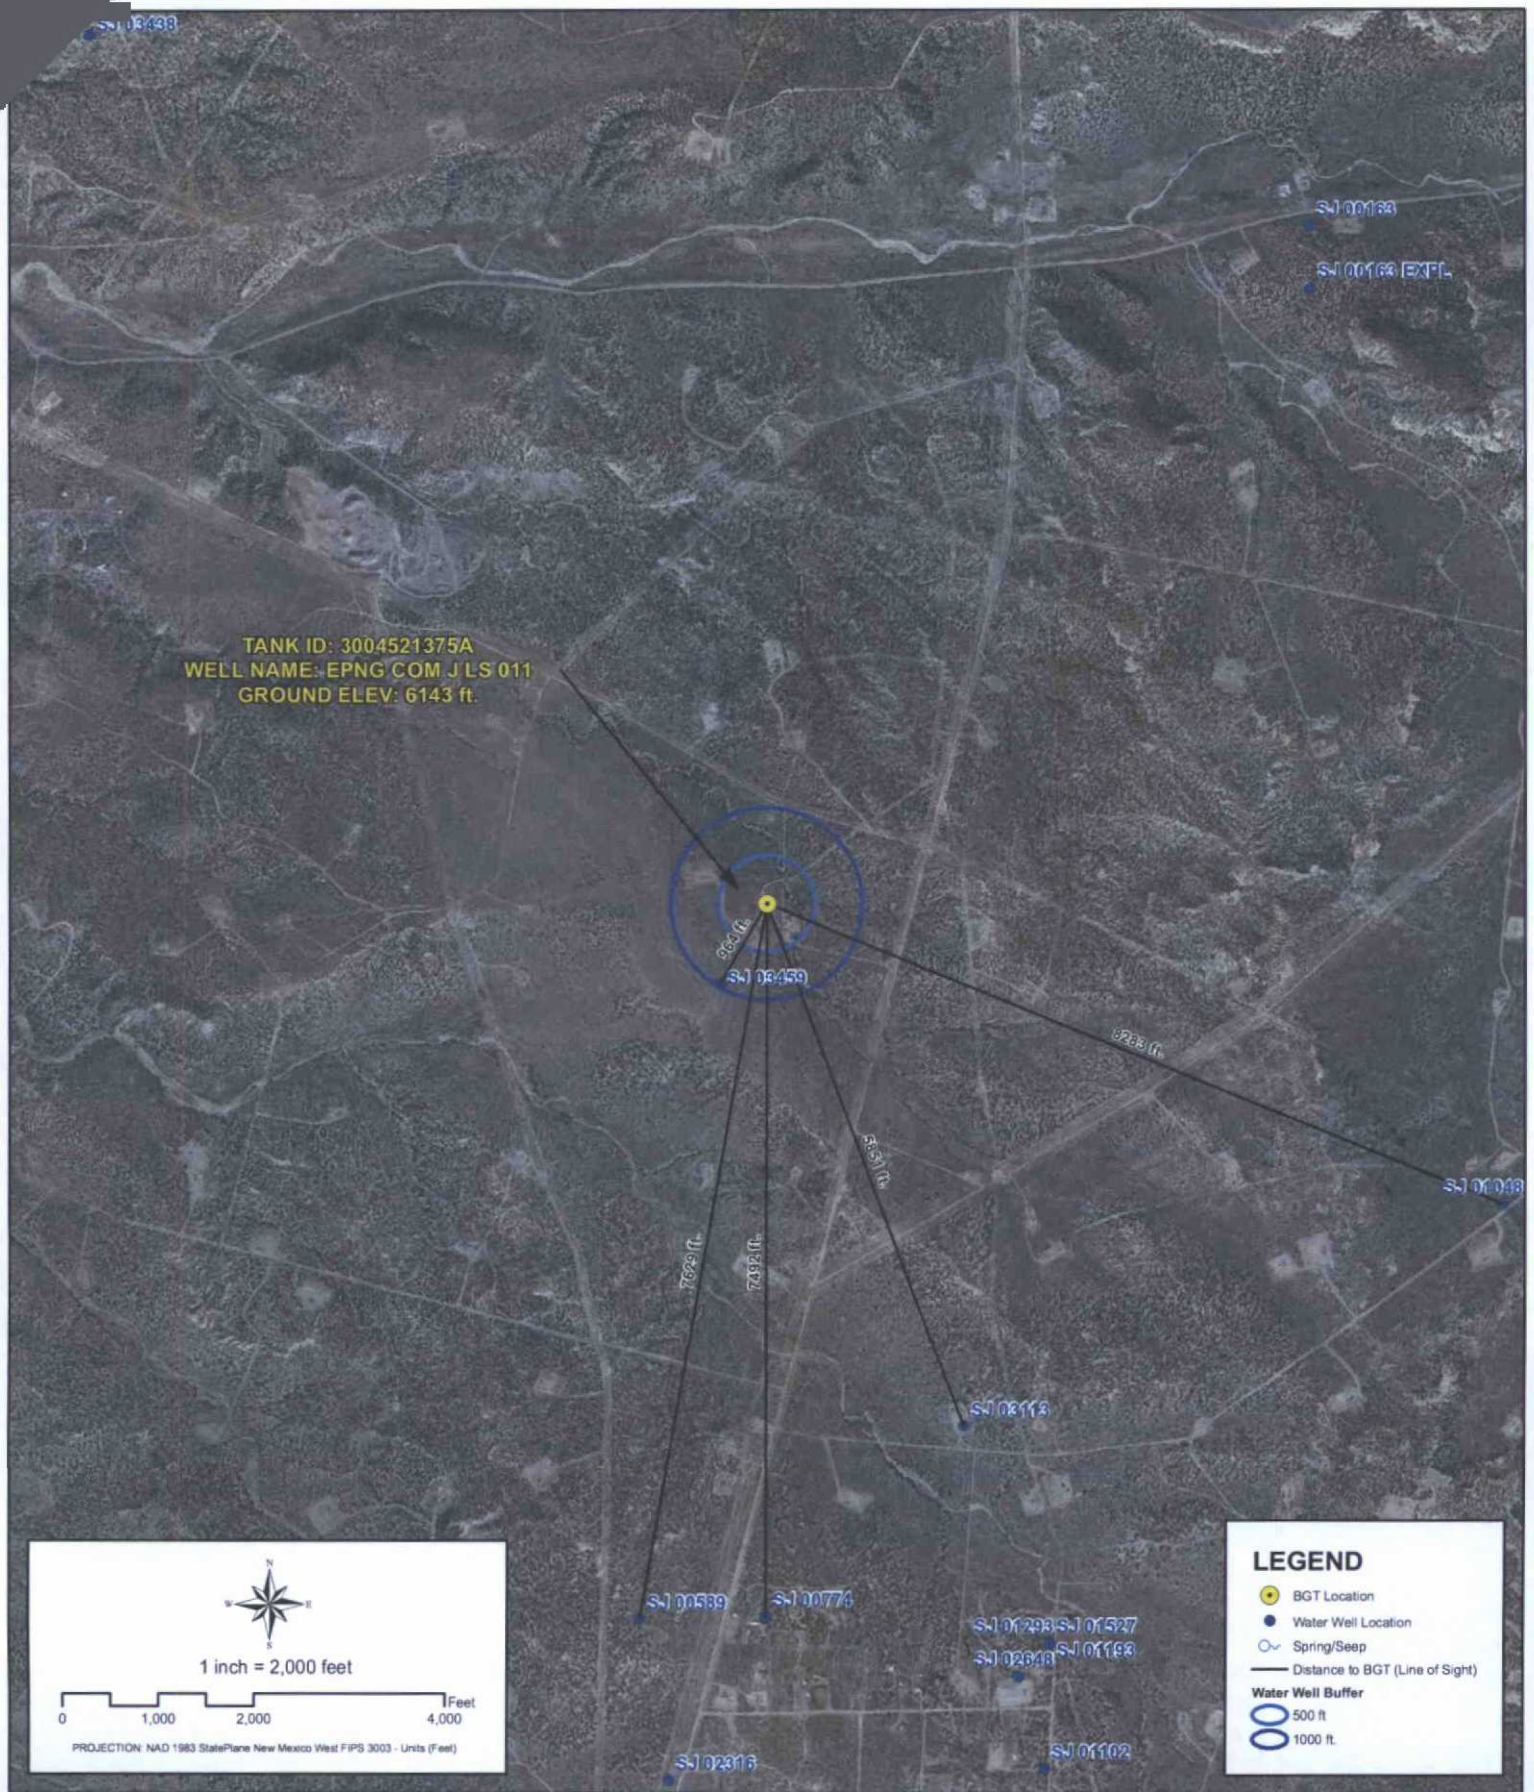 SJ 03438
SJ 00163
SJ 00163 EXPL
TANK ID: 3004521375A
WELL NAME: EPNG COM J LS 011
GROUND ELEV: 6143 ft.
964 ft.
SJ 03459
8283 ft.
5851 ft.
SJ 01048
7629 ft.
7492 ft.
SJ 03113
SJ 00589
SJ 00774
SJ 01293 SJ 01527
SJ 02648 SJ 01193
SJ 02316
SJ 01102
N
W E
S
1 inch = 2,000 feet
Feet
0 1,000 2,000 4,000
PROJECTION: NAD 1983 StatePlane New Mexico West FIPS 3003 - Units (Feet)
LEGEND
BGT Location
Water Well Location
Spring/Seep
Distance to BGT (Line of Sight)
Water Well Buffer
500 ft
1000 ft.